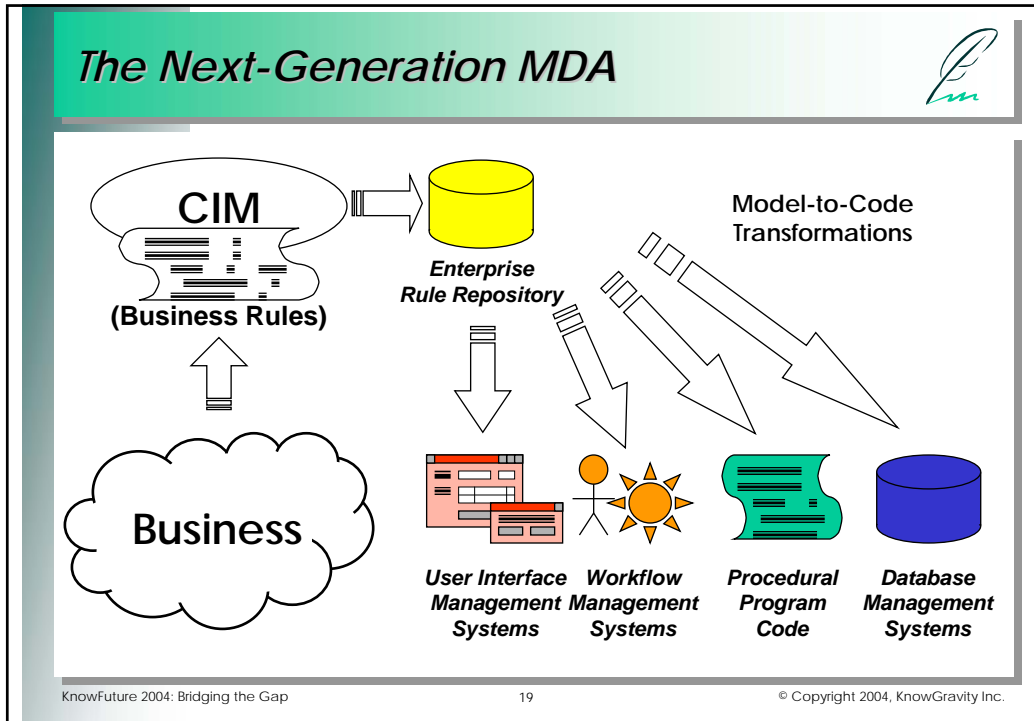 The Next-Generation MDA
CIM
(Business Rules)
Enterprise
Rule Repository
Model-to-Code
Transformations
Business
User Interface
Management
Systems
Workflow
Management
Systems
Procedural
Program
Code
Database
Management
Systems
KnowFuture 2004: Bridging the Gap
19
© Copyright 2004, KnowGravity Inc.